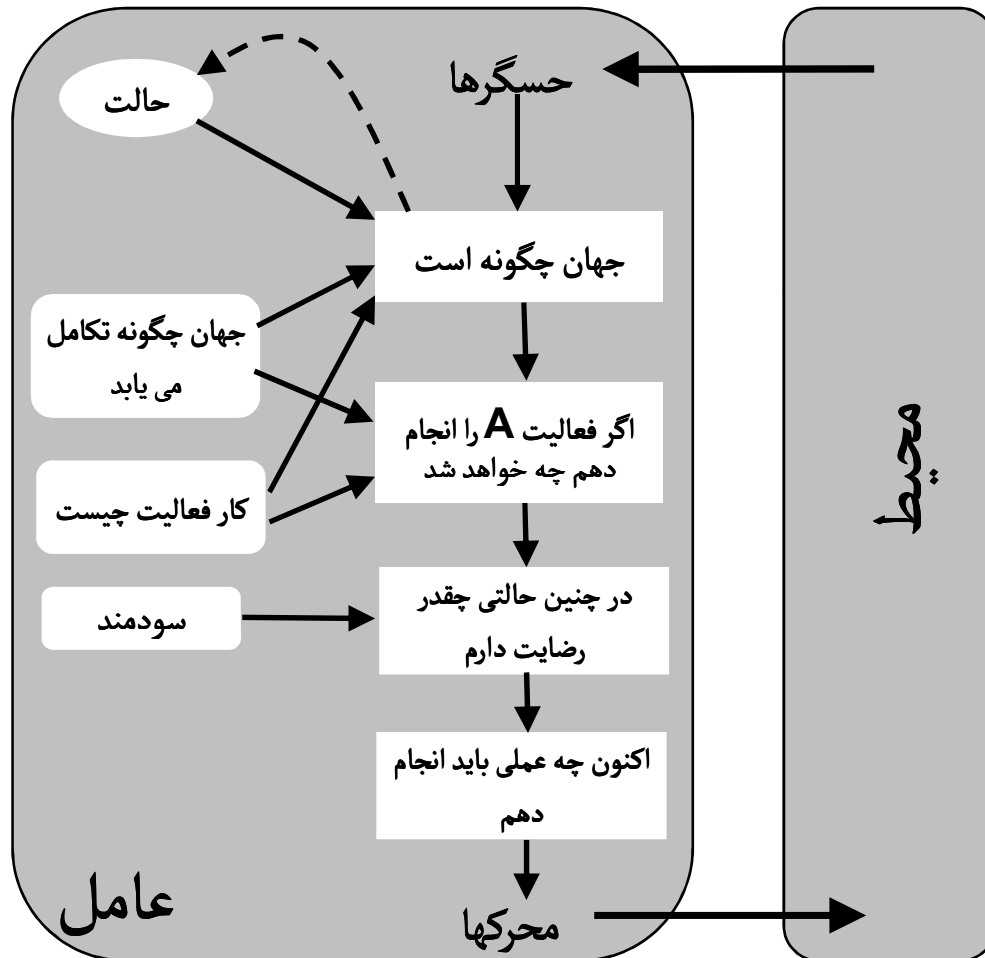 حسگرها
حالت
جهان چگونه است
جهان چگونه تکامل
می یابد
اگر فعالیت A را انجام
دهم چه خواهد شد
کار فعالیت چیست
در چنین حالتی چقدر
رضایت دارم
سودمند
اکنون چه عملی باید انجام
دهم
محرکها
عامل
محیط